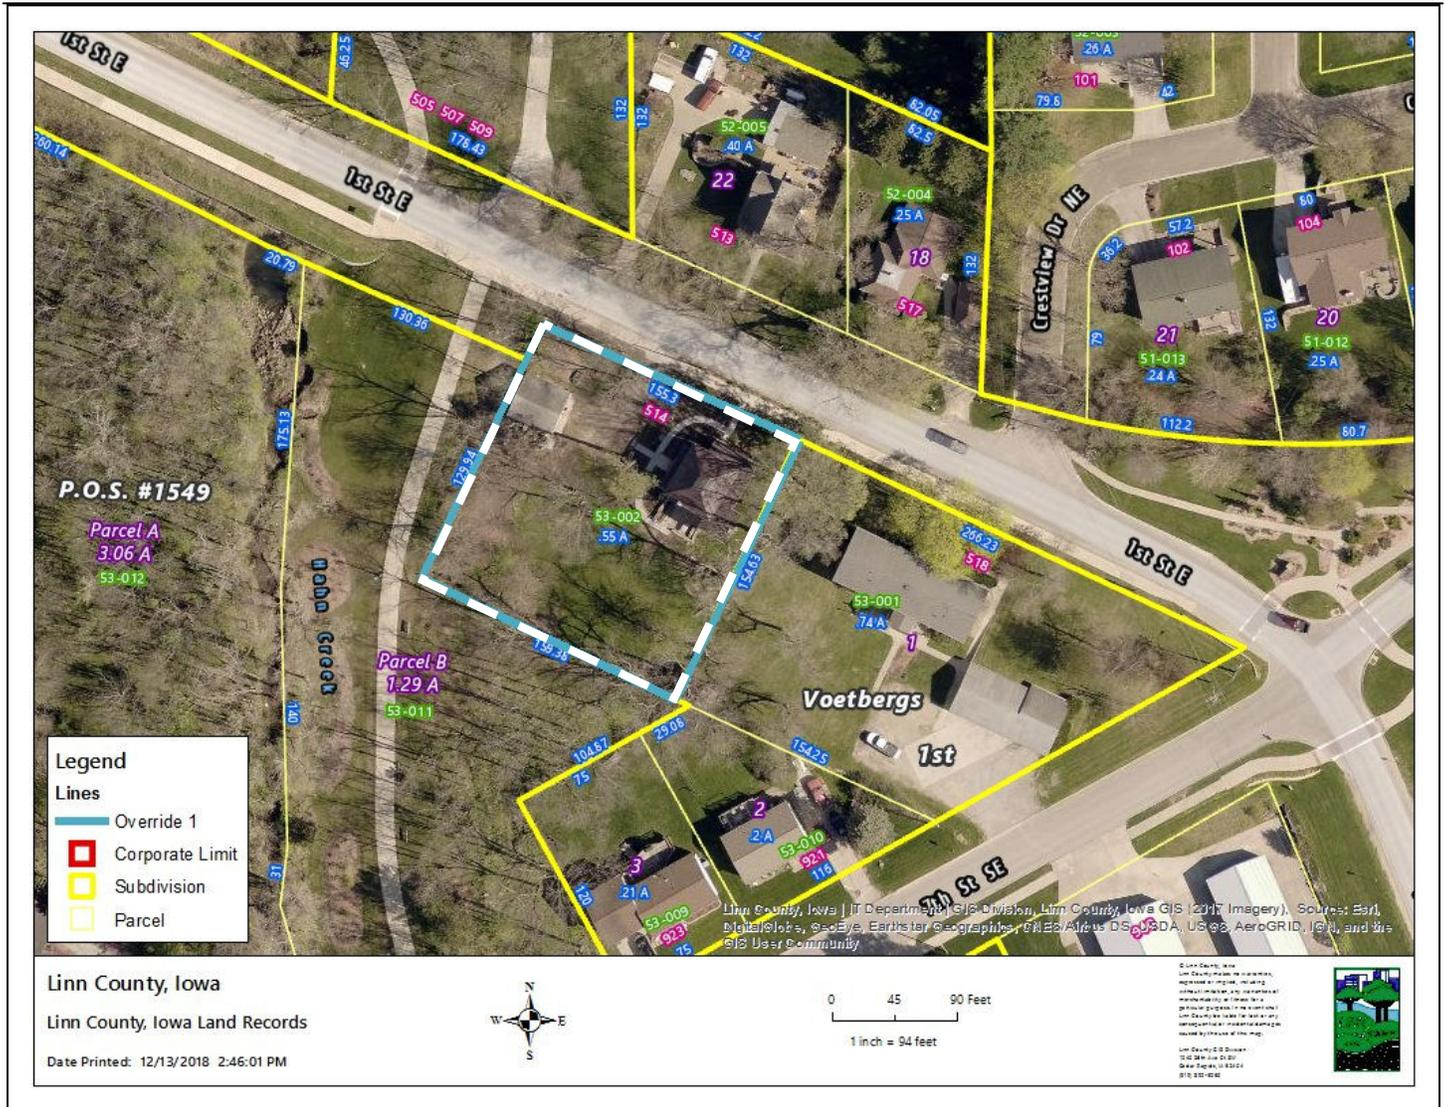 1st St E
46.25
132
52-003
.26 A
101
42
79.8
505 507 509
176.43
132
132
52-005
.40 A
22
513
62.05
62.5
60.14
1st St E
52-004
.25 A
18
517
132
Crestview Dr NE
60
104
57.2
102
36.2
20.79
130.36
79
132
20
51-012
.25 A
21
51-013
.24 A
112.2
60.7
175.13
155.3
514
129.94
P.O.S. #1549
Parcel A
3.06 A
53-012
53-002
.55 A
154.63
266.23
518
1st St E
Hahn Creek
53-001
.74 A
1
159.38
Parcel B
1.29 A
53-011
140
Voetbergs
1st
29.08
104.87
75
154.25
2
.2 A
53-010
921
116
3
.21 A
53-009
923
75
120
31
7th St SE
Legend
Lines
Override 1
Corporate Limit
Subdivision
Parcel
Linn County, Iowa | IT Department | GIS Division, Linn County, Iowa GIS (2017 Imagery). Source: Esri,
DigitalGlobe, GeoEye, Earthstar Geographics, CNES/Airbus DS, USDA, USGS, AeroGRID, IGN, and the
GIS User Community
Linn County, Iowa
Linn County, Iowa Land Records
Date Printed: 12/13/2018 2:46:01 PM
N
W E
S
0 45 90 Feet
1 inch = 94 feet